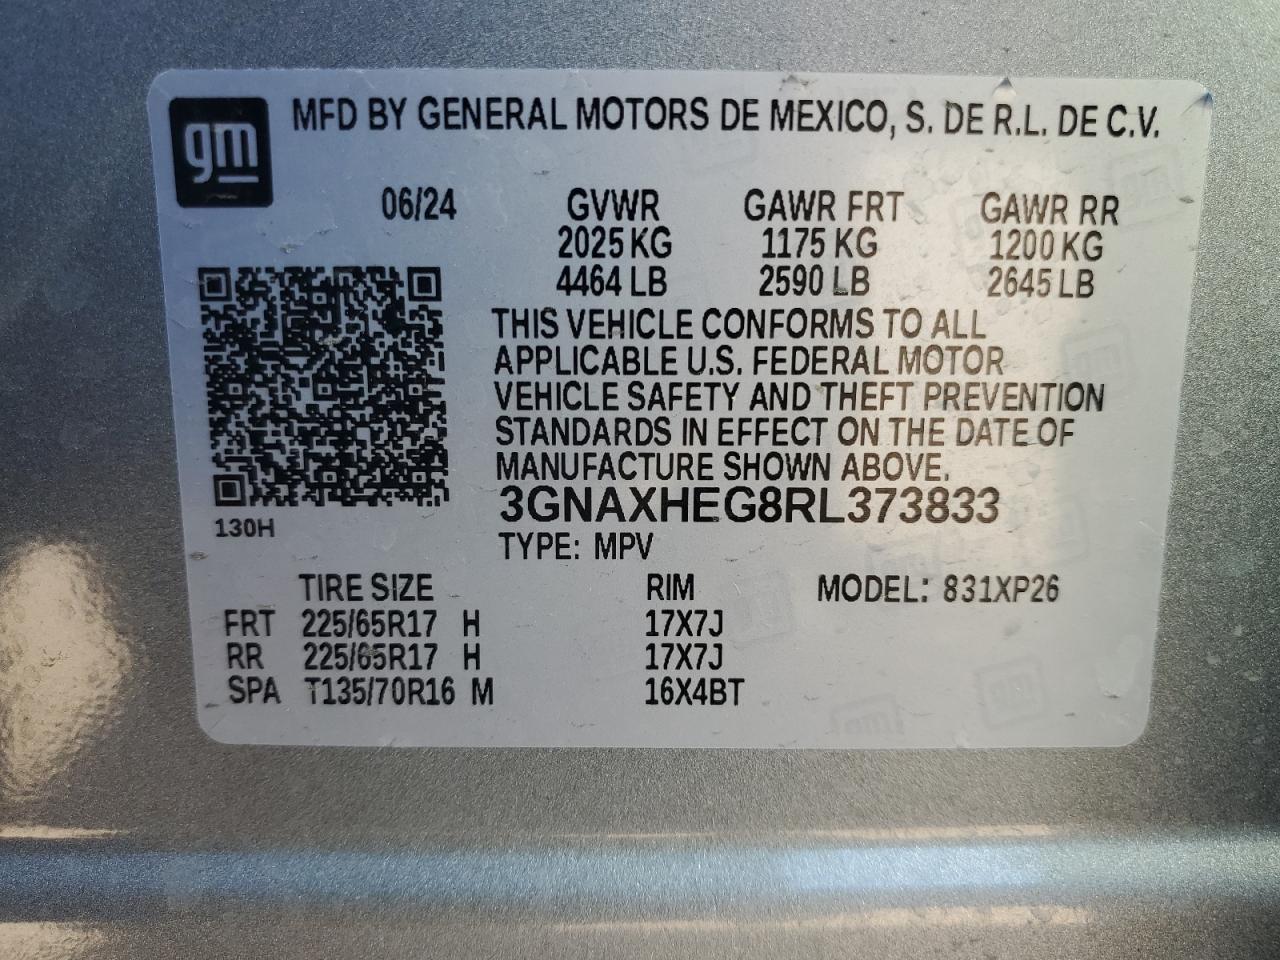 gm MFD BY GENERAL MOTORS DE MEXICO, S. DE R.L. DE C.V.
06/24 GVWR GAWR FRT GAWR RR
2025 KG 1175 KG 1200 KG
4464 LB 2590 LB 2645 LB
THIS VEHICLE CONFORMS TO ALL
APPLICABLE U.S. FEDERAL MOTOR
VEHICLE SAFETY AND THEFT PREVENTION
STANDARDS IN EFFECT ON THE DATE OF
MANUFACTURE SHOWN ABOVE.
3GNAXHEG8RL373833
130H
TYPE: MPV
TIRE SIZE RIM MODEL: 831XP26
FRT 225/65R17 H 17X7J
RR 225/65R17 H 17X7J
SPA T135/70R16 M 16X4BT